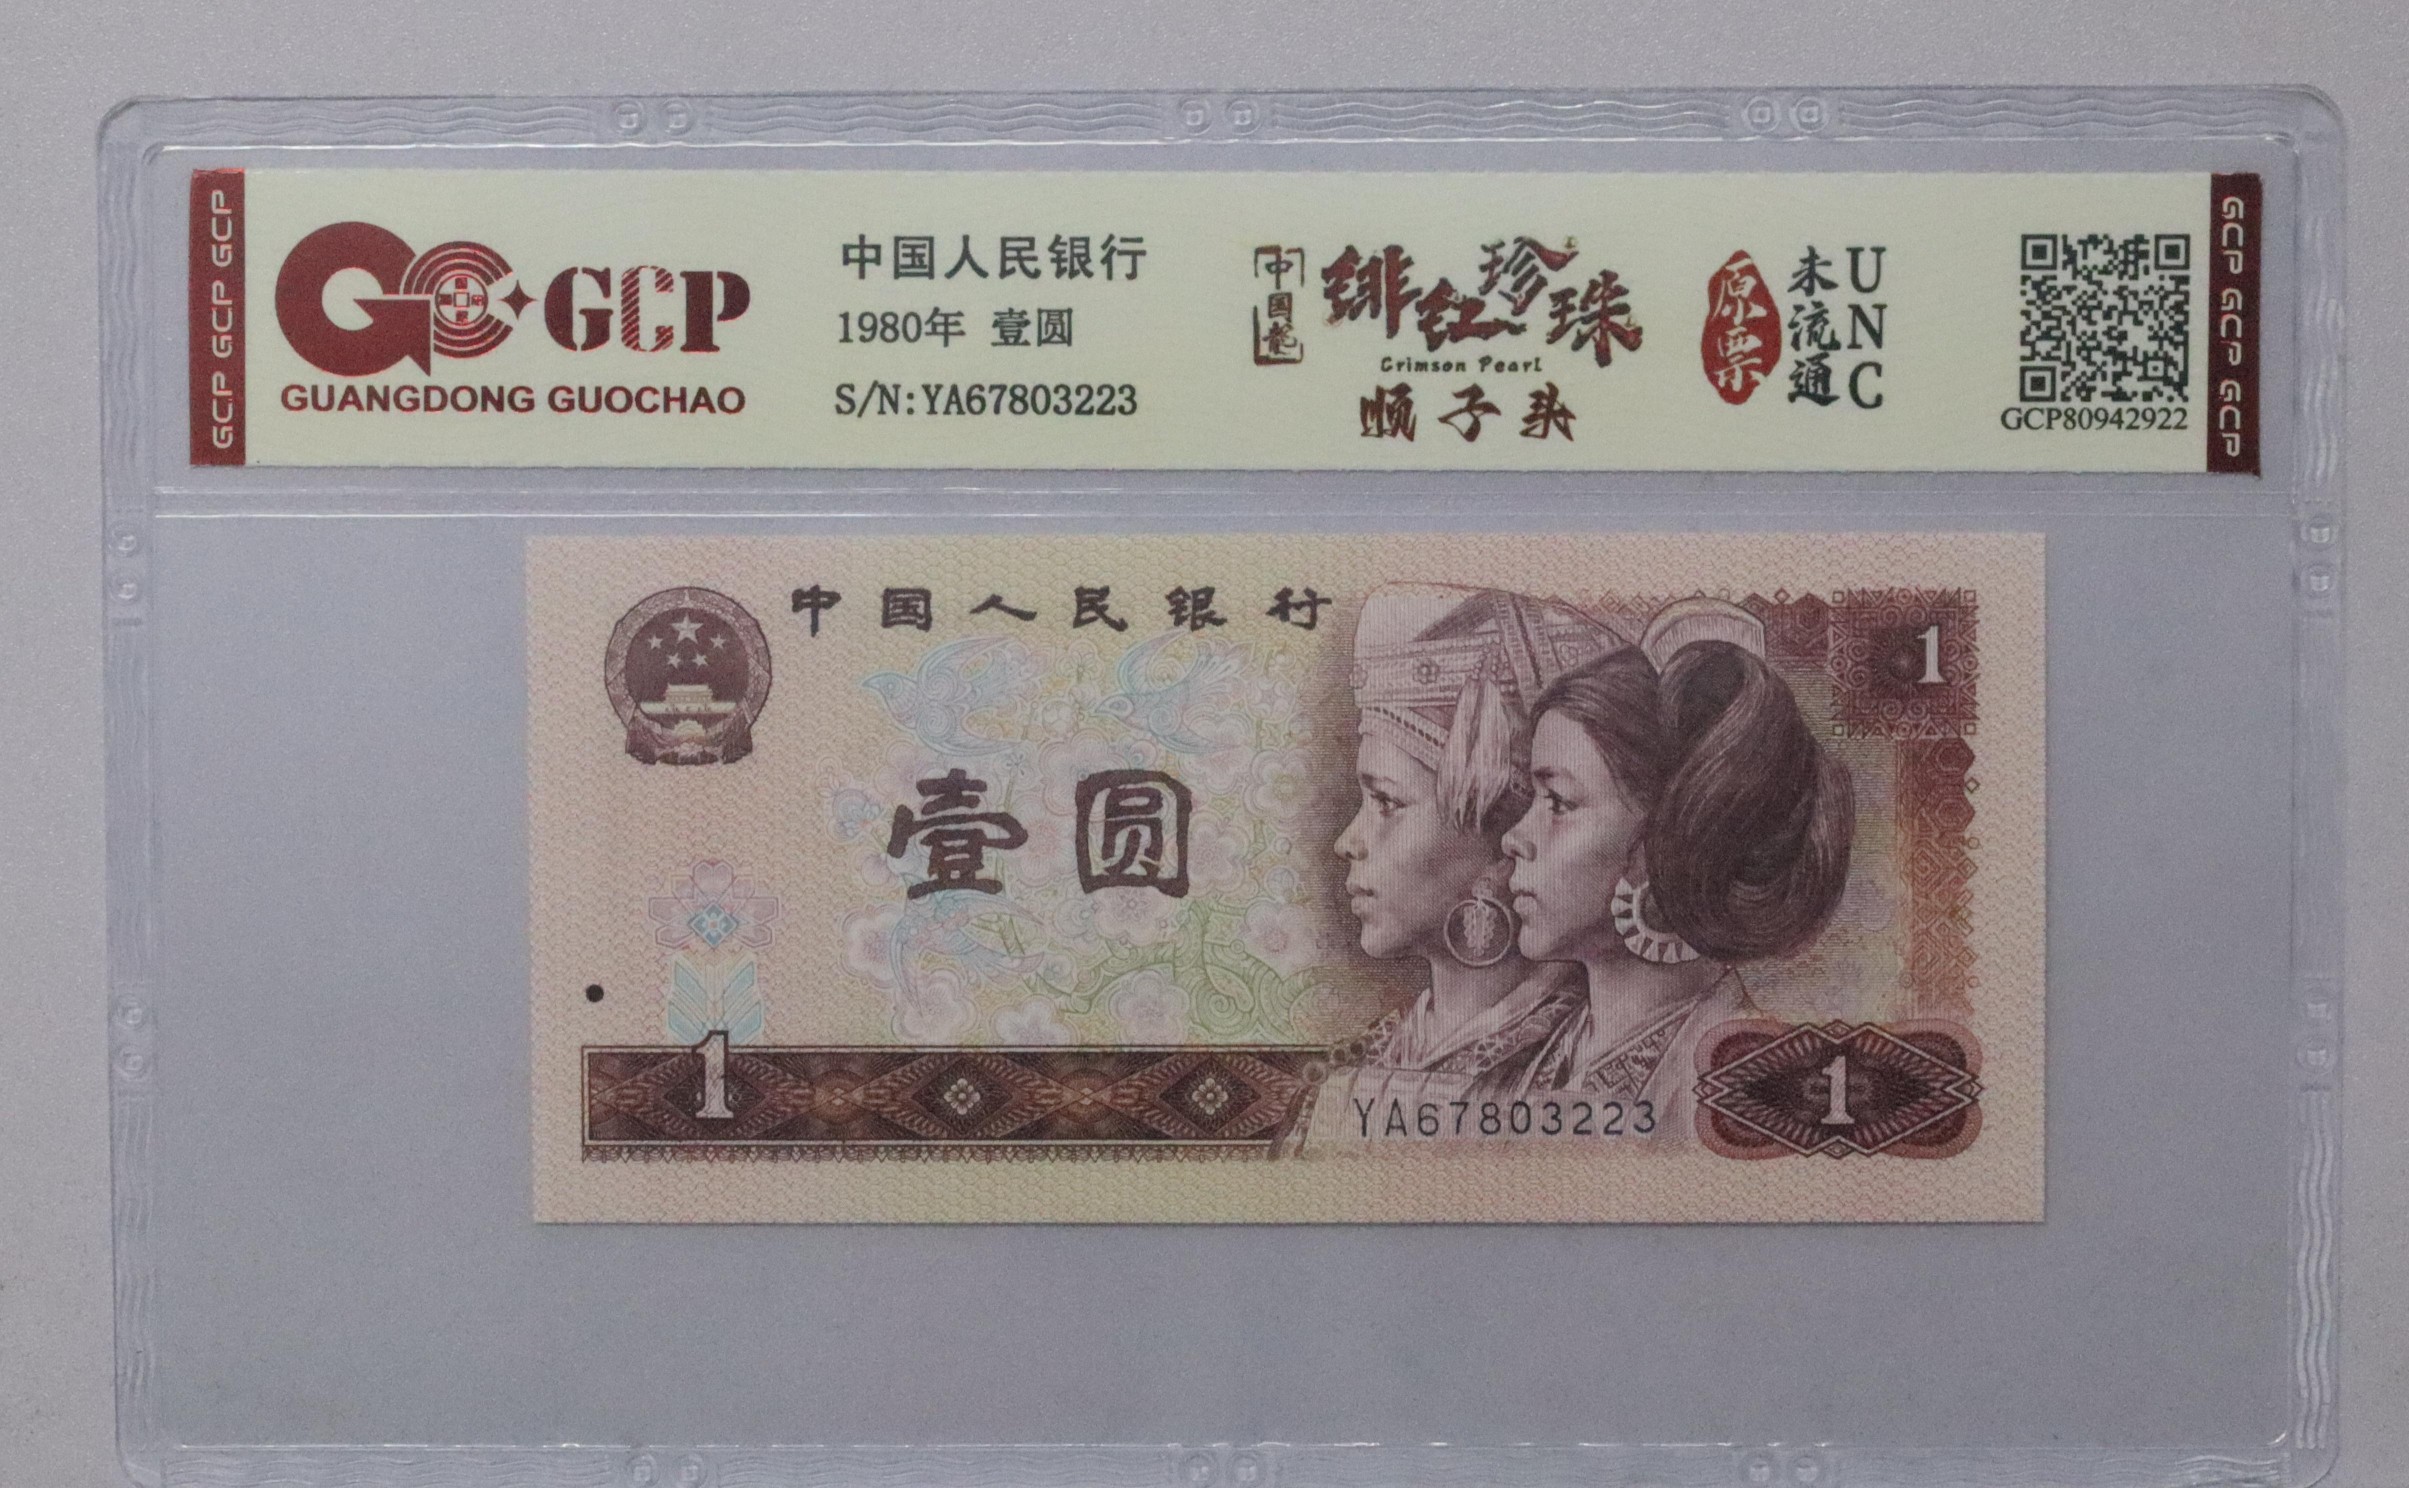 GCP GCP GCP
GCP
GUANGDONG GUOCHAO
中国人民银行
1980年 壹圆
S/N:YA67803223
中国龍
绯红珍珠
Crimson Pearl
顺子头
原票
未流通
UNC
GCP80942922
GCP GCP GCP
中国人民银行
1
壹圆
1
YA67803223
1